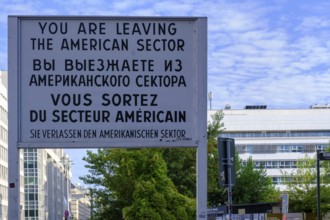 YOU ARE LEAVING
THE AMERICAN SECTOR
ВЫ ВЫЕЗЖАЕТЕ ИЗ
АМЕРИКАНСКОГО СЕКТОРА
VOUS SORTEZ
DU SECTEUR AMÉRICAIN
SIE VERLASSEN DEN AMERIKANISCHEN SEKTOR